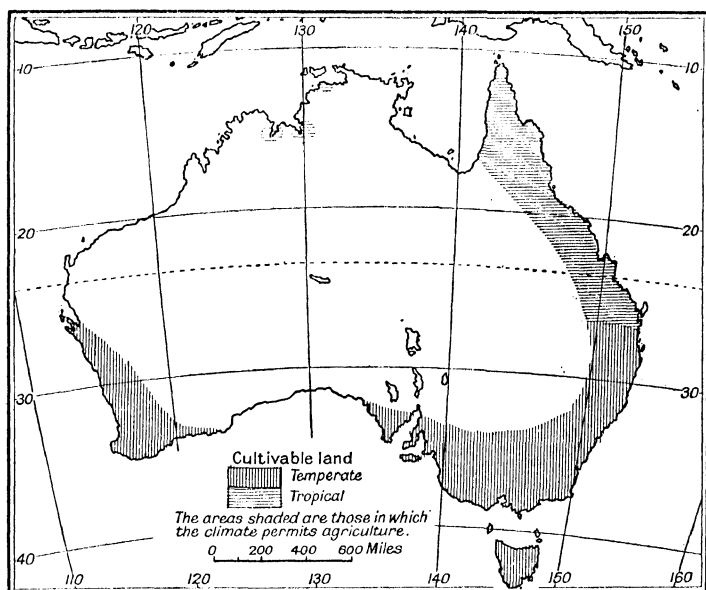 120 130 140 150
10 10
20 20
30 30
Cultivable land
Temperate
Tropical
The areas shaded are those in which
the climate permits agriculture.
0 200 400 600 Miles
40 40
110 120 130 140 150 160